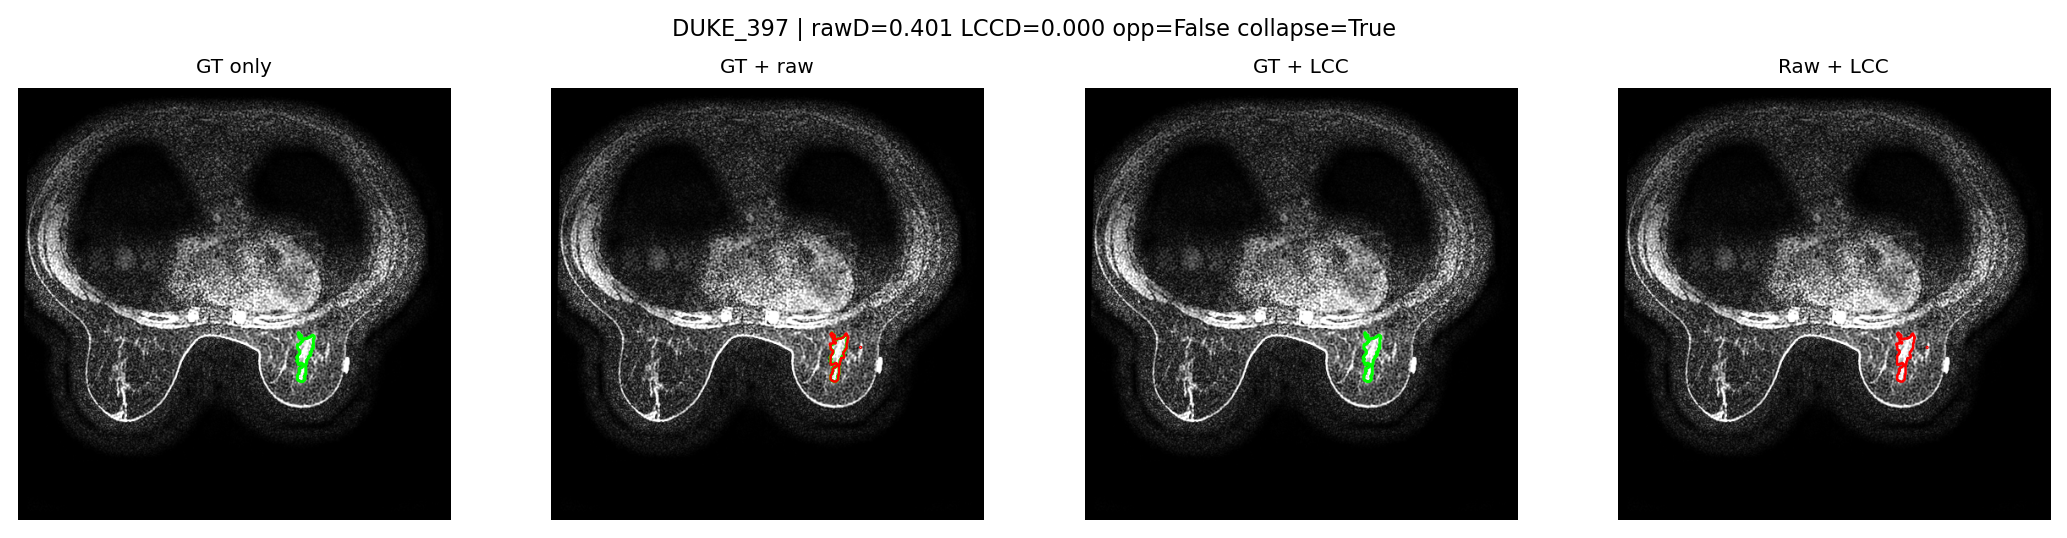 DUKE_397 | rawD=0.401 LCCD=0.000 opp=False collapse=True
GT only
GT + raw
GT + LCC
Raw + LCC